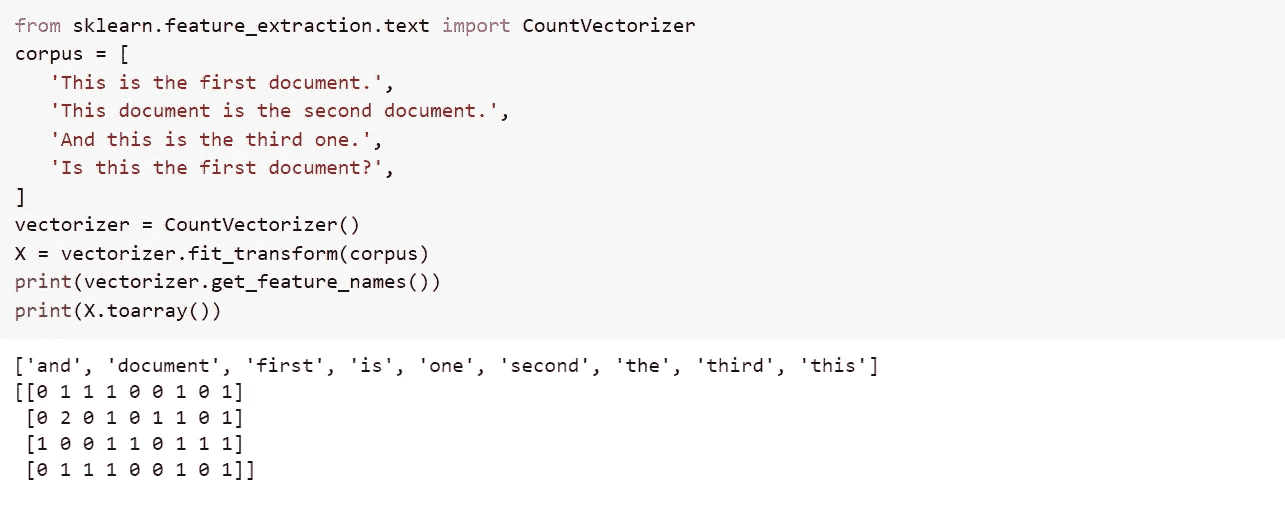 from sklearn.feature_extraction.text import CountVectorizer
corpus = [
   'This is the first document.',
   'This document is the second document.',
   'And this is the third one.',
   'Is this the first document?',
]
vectorizer = CountVectorizer()
X = vectorizer.fit_transform(corpus)
print(vectorizer.get_feature_names())
print(X.toarray())
['and', 'document', 'first', 'is', 'one', 'second', 'the', 'third', 'this']
[[0 1 1 1 0 0 1 0 1]
 [0 2 0 1 0 1 1 0 1]
 [1 0 0 1 1 0 1 1 1]
 [0 1 1 1 0 0 1 0 1]]